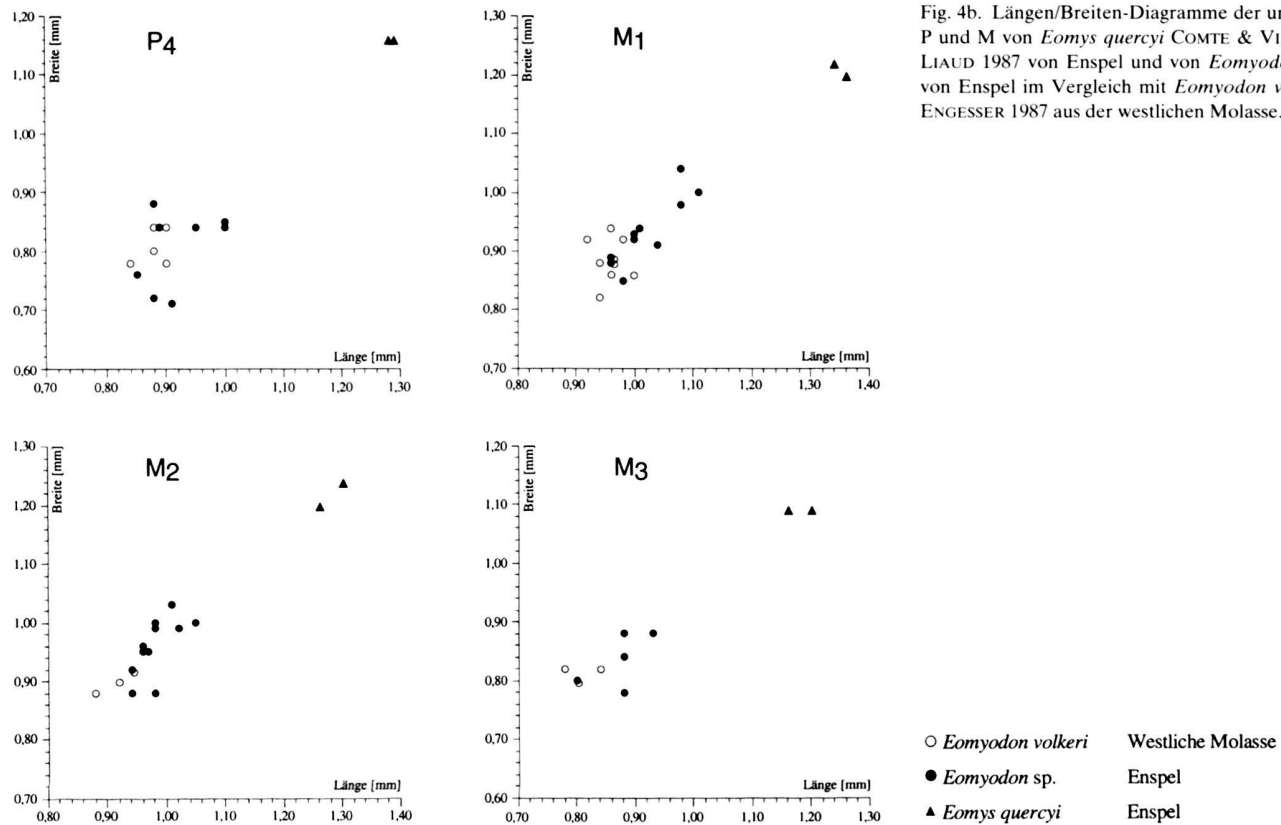 Fig. 4b. Längen/Breiten-Diagramme der
P und M von Eomys quercyi COMTE &
LIAUD 1987 von Enspel und von
von Enspel im Vergleich mit Eomyodon
ENGESSER 1987 aus der westlichen Molasse.
P4
Breite [mm]
1,20
1,10
1,00
0,90
0,80
0,70
0,60
Länge [mm]
0,70 0,80 0,90 1,00 1,10 1,20 1,30
M1
Breite [mm]
1,30
1,20
1,10
1,00
0,90
0,80
0,70
Länge [mm]
0,80 0,90 1,00 1,10 1,20 1,30 1,40
M2
Breite [mm]
1,30
1,20
1,10
1,00
0,90
0,80
0,70
Länge [mm]
0,80 0,90 1,00 1,10 1,20 1,30 1,40
M3
Breite [mm]
1,20
1,10
1,00
0,90
0,80
0,70
0,60
Länge [mm]
0,70 0,80 0,90 1,00 1,10 1,20 1,30
○ Eomyodon volkeri Westliche Molasse
● Eomyodon sp. Enspel
▲ Eomys quercyi Enspel